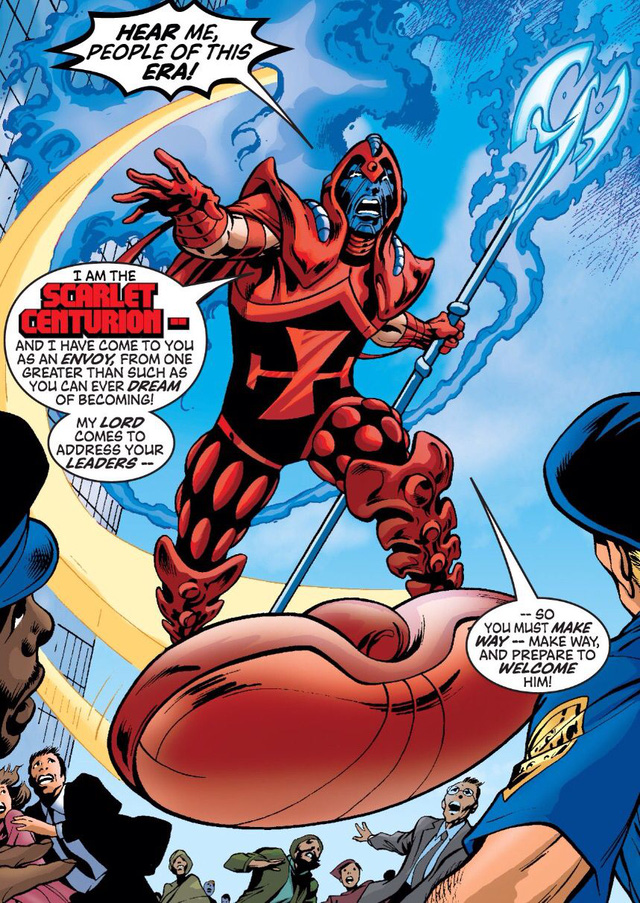 HEAR ME,
PEOPLE OF THIS
ERA!
I AM THE
SCARLET
CENTURION --
AND I HAVE COME TO YOU
AS AN ENVOY, FROM ONE
GREATER THAN SUCH AS
YOU CAN EVER DREAM
OF BECOMING!
MY LORD
COMES TO
ADDRESS YOUR
LEADERS --
-- SO
YOU MUST MAKE
WAY -- MAKE WAY,
AND PREPARE TO
WELCOME
HIM!